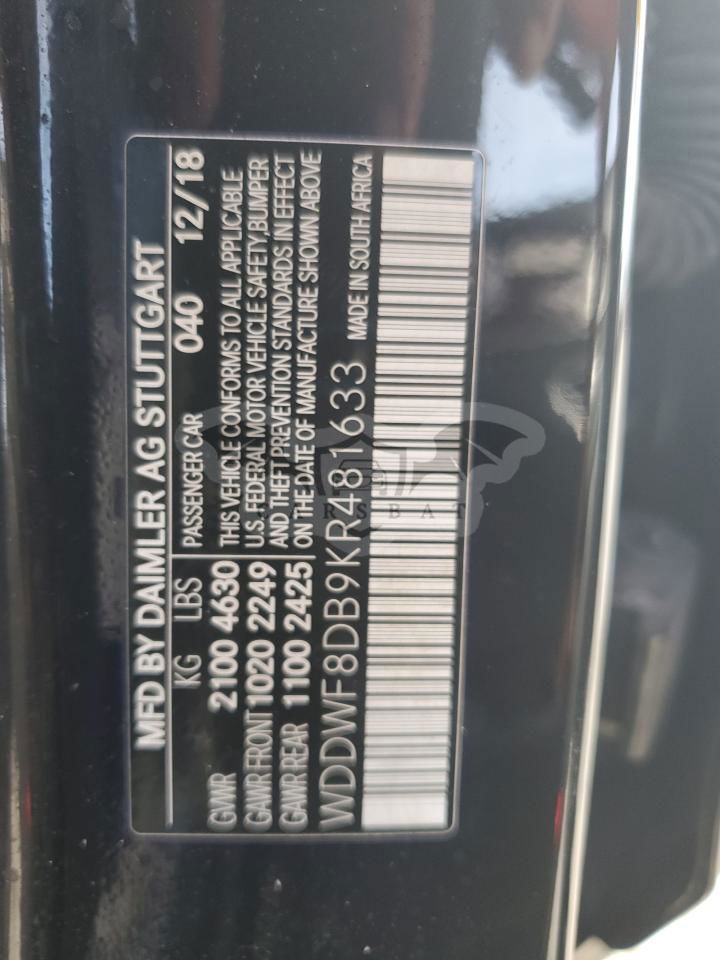 MFD BY DAIMLER AG STUTTGART
KG LBS PASSENGER CAR 040 12/18
GVWR 2100 4630 THIS VEHICLE CONFORMS TO ALL APPLICABLE
GAWR FRONT 1020 2249 U.S. FEDERAL MOTOR VEHICLE SAFETY, BUMPER
GAWR REAR 1100 2425 AND THEFT PREVENTION STANDARDS IN EFFECT
ON THE DATE OF MANUFACTURE SHOWN ABOVE
WDDWF8DB9KR481633 MADE IN SOUTH AFRICA
CARSBAT